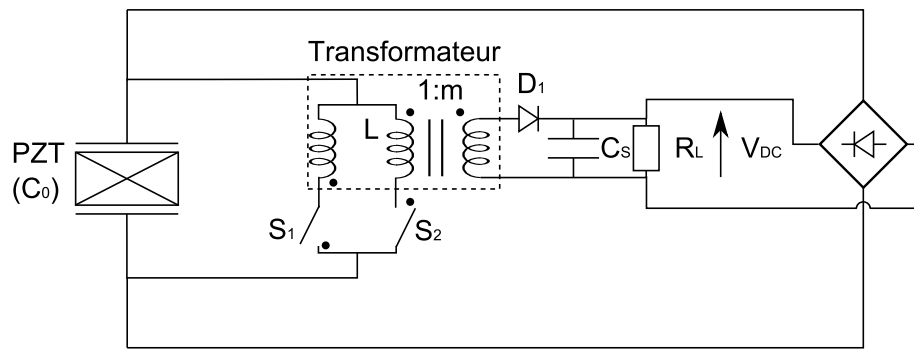 Transformateur
1:m
D1
L
PZT
(C0)
CS
RL
VDC
S1
S2